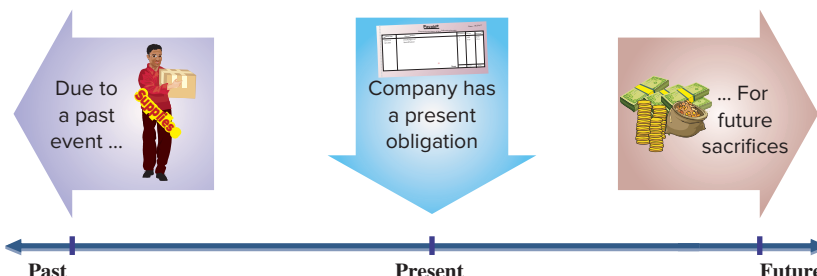 Due to
a past
event ...
Supplies
Company has
a present
obligation
... For
future
sacrifices
Past
Present
Future